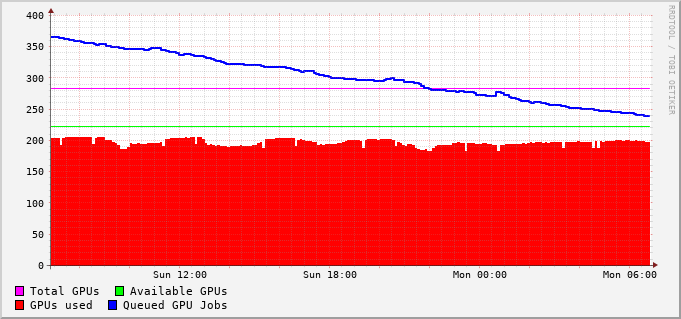 400
350
300
250
200
150
100
50
0
Sun 12:00 Sun 18:00 Mon 00:00 Mon 06:00
Total GPUs Available GPUs
GPUs used Queued GPU Jobs
RRDTOOL / TOBI OETIKER